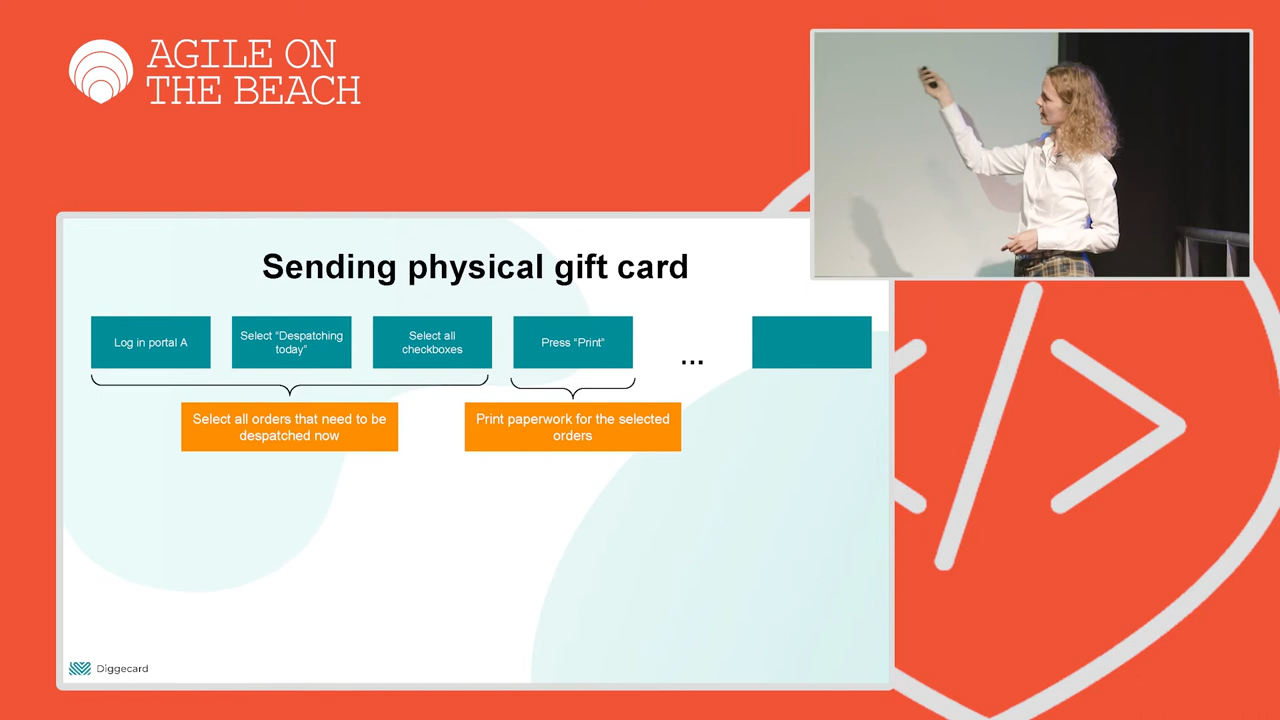 AGILE ON
THE BEACH
Sending physical gift card
Log in portal A
Select “Despatching
today”
Select all
checkboxes
Press “Print”
...
Select all orders that need to be
despatched now
Print paperwork for the selected
orders
Diggecard